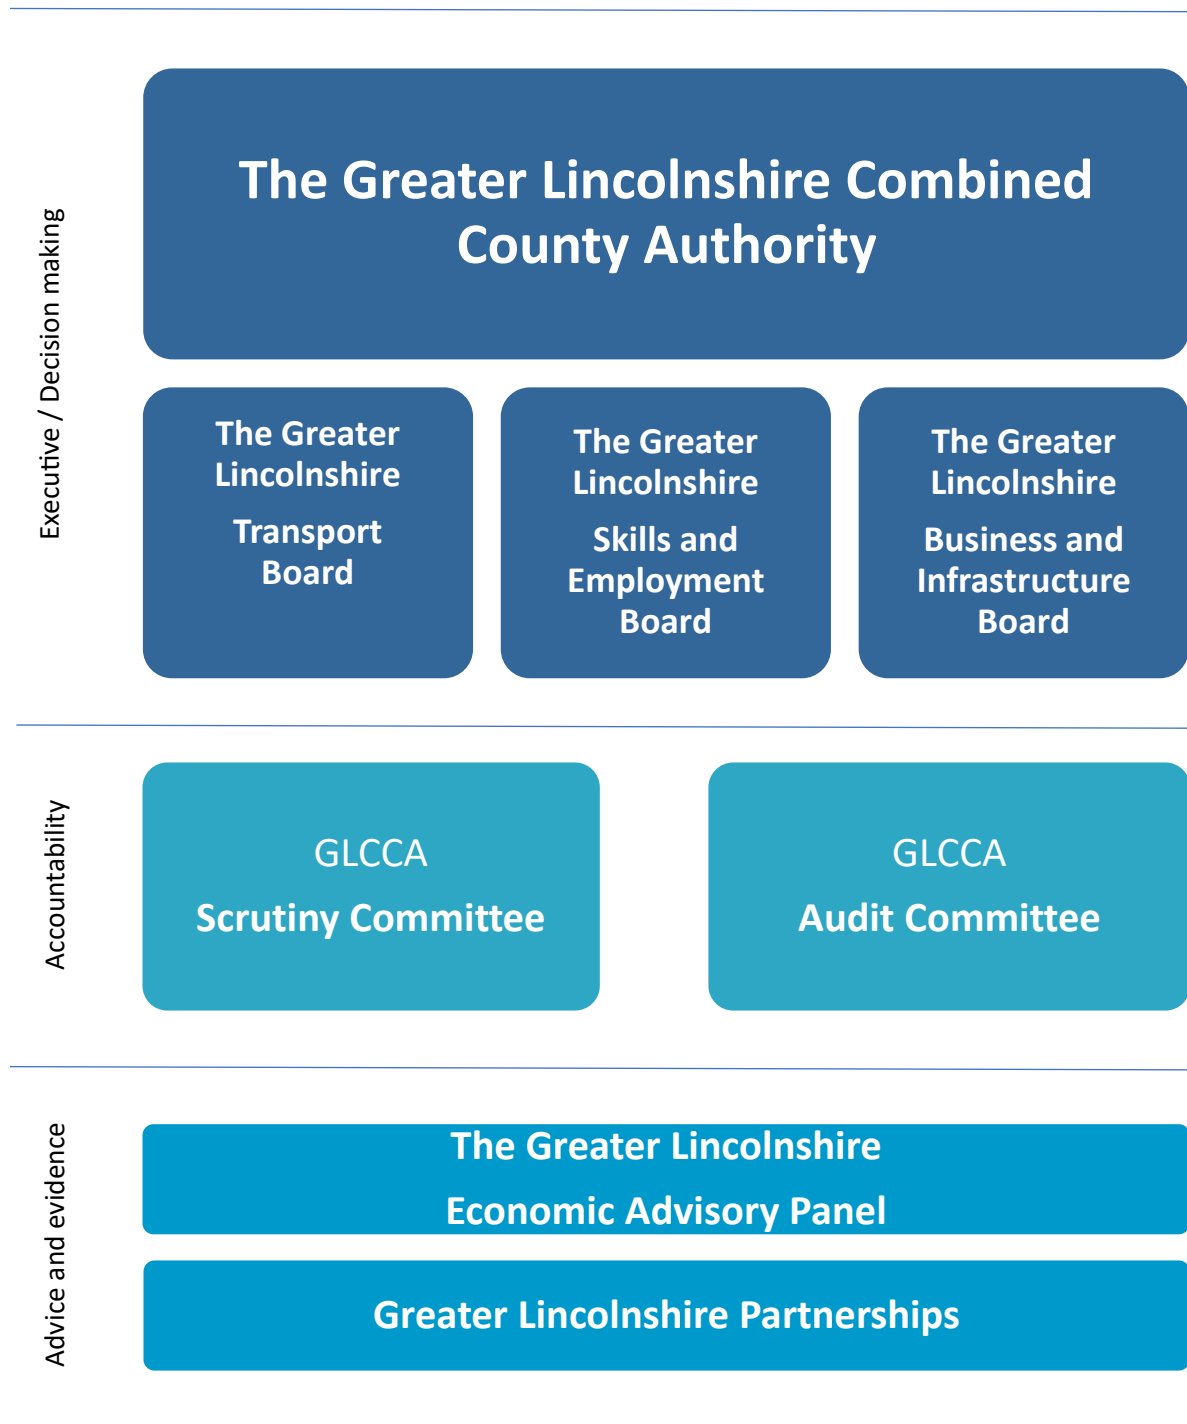 Executive / Decision making
The Greater Lincolnshire Combined
County Authority
The Greater
Lincolnshire
Transport
Board
The Greater
Lincolnshire
Skills and
Employment
Board
The Greater
Lincolnshire
Business and
Infrastructure
Board
Accountability
GLCCA
Scrutiny Committee
GLCCA
Audit Committee
Advice and evidence
The Greater Lincolnshire
Economic Advisory Panel
Greater Lincolnshire Partnerships